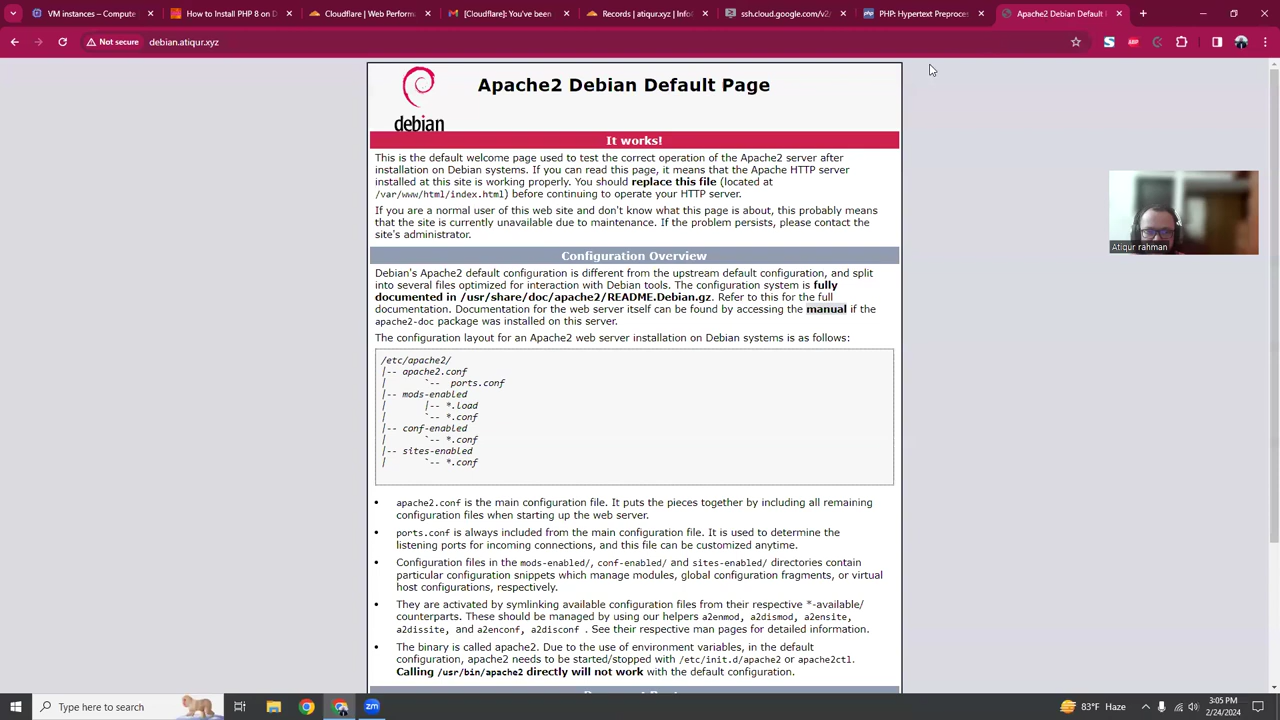 VM instances – Compute
How to Install PHP 8 on D
Cloudflare | Web Perform
[Cloudflare]: You've been
Records | atiqur.xyz | Info
ssh.cloud.google.com/v2/
PHP: Hypertext Preproces
Apache2 Debian Default
Not secure
debian.atiqur.xyz
Apache2 Debian Default Page
debian
It works!
This is the default welcome page used to test the correct operation of the Apache2 server after
installation on Debian systems. If you can read this page, it means that the Apache HTTP server
installed at this site is working properly. You should replace this file (located at
/var/www/html/index.html) before continuing to operate your HTTP server.
If you are a normal user of this web site and don't know what this page is about, this probably means
that the site is currently unavailable due to maintenance. If the problem persists, please contact the
site's administrator.
Atiqur rahman
Configuration Overview
Debian's Apache2 default configuration is different from the upstream default configuration, and split
into several files optimized for interaction with Debian tools. The configuration system is fully
documented in /usr/share/doc/apache2/README.Debian.gz. Refer to this for the full
documentation. Documentation for the web server itself can be found by accessing the manual if the
apache2-doc package was installed on this server.
The configuration layout for an Apache2 web server installation on Debian systems is as follows:
/etc/apache2/
|-- apache2.conf
|       `--  ports.conf
|-- mods-enabled
|       |-- *.load
|       `-- *.conf
|-- conf-enabled
|       `-- *.conf
|-- sites-enabled
|       `-- *.conf
• apache2.conf is the main configuration file. It puts the pieces together by including all remaining
configuration files when starting up the web server.
• ports.conf is always included from the main configuration file. It is used to determine the
listening ports for incoming connections, and this file can be customized anytime.
• Configuration files in the mods-enabled/, conf-enabled/ and sites-enabled/ directories contain
particular configuration snippets which manage modules, global configuration fragments, or virtual
host configurations, respectively.
• They are activated by symlinking available configuration files from their respective *-available/
counterparts. These should be managed by using our helpers a2enmod, a2dismod, a2ensite,
a2dissite, and a2enconf, a2disconf . See their respective man pages for detailed information.
• The binary is called apache2. Due to the use of environment variables, in the default
configuration, apache2 needs to be started/stopped with /etc/init.d/apache2 or apache2ctl.
Calling /usr/bin/apache2 directly will not work with the default configuration.
Type here to search
zm
83°F Haze
3:05 PM
2/24/2024